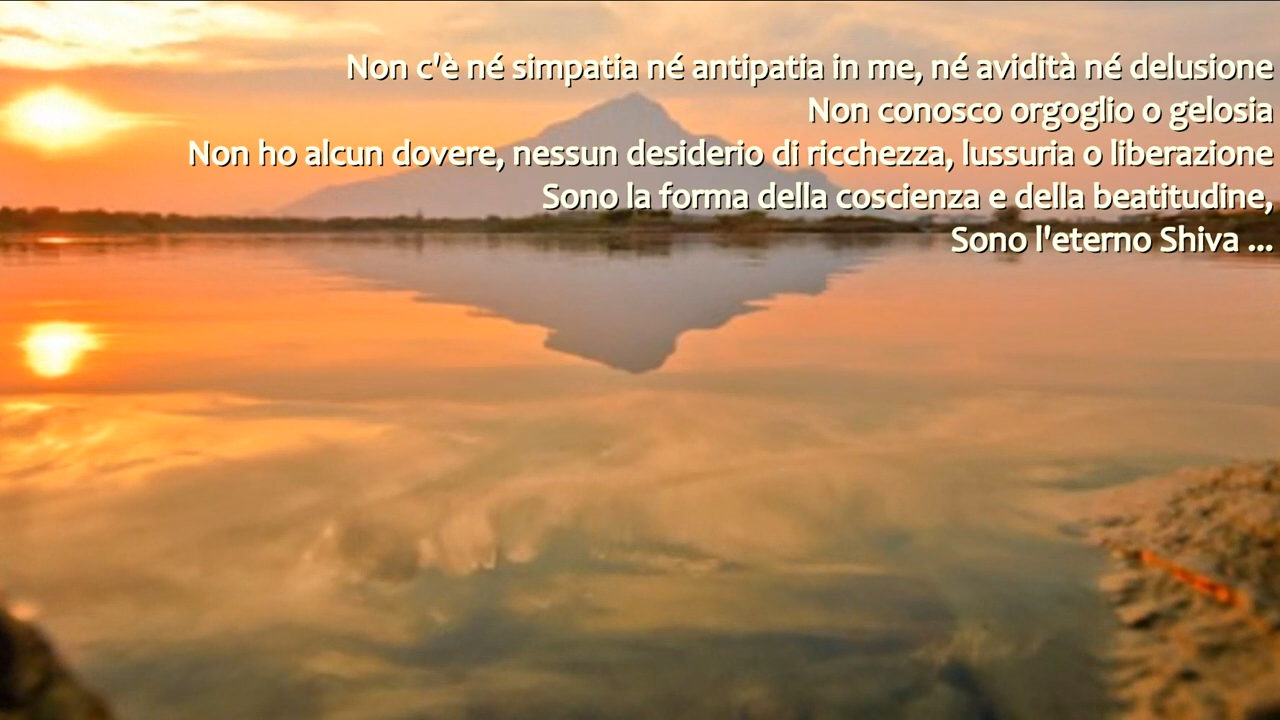 Non c'è né simpatia né antipatia in me, né avidità né delusione
Non conosco orgoglio o gelosia
Non ho alcun dovere, nessun desiderio di ricchezza, lussuria o liberazione
Sono la forma della coscienza e della beatitudine,
Sono l'eterno Shiva ...